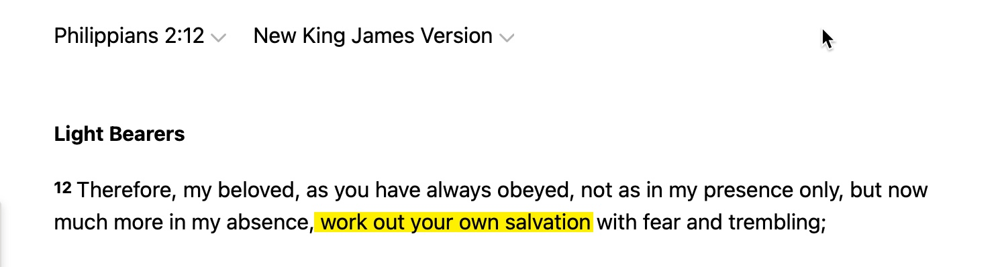 Philippians 2:12 New King James Version
Light Bearers
12 Therefore, my beloved, as you have always obeyed, not as in my presence only, but now
much more in my absence, work out your own salvation with fear and trembling;